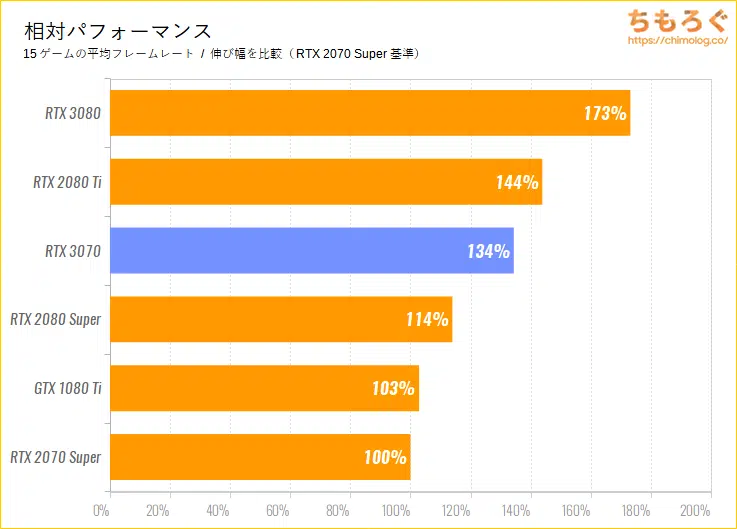 相対パフォーマンス
15 ゲームの平均フレームレート / 伸び幅を比較（RTX 2070 Super 基準）
ちもろぐ
https://chimolog.co/
RTX 3080 173%
RTX 2080 Ti 144%
RTX 3070 134%
RTX 2080 Super 114%
GTX 1080 Ti 103%
RTX 2070 Super 100%
0% 20% 40% 60% 80% 100% 120% 140% 160% 180% 200%